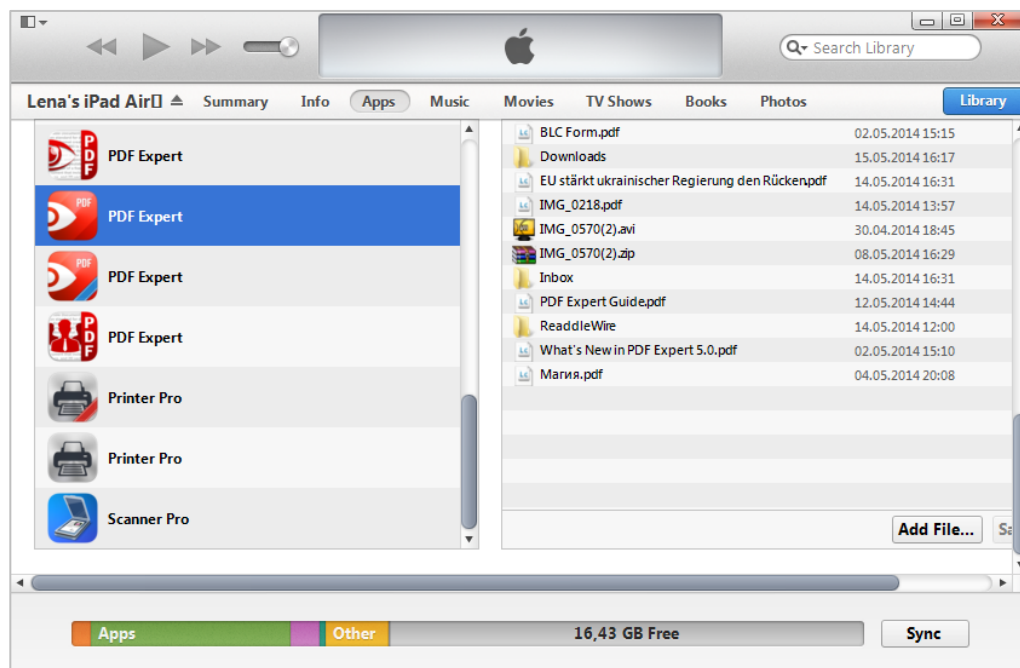 Search Library
Lena's iPad Air Summary Info Apps Music Movies TV Shows Books Photos Library
PDF Expert
PDF Expert
PDF Expert
PDF Expert
Printer Pro
Printer Pro
Scanner Pro
BLC Form.pdf 02.05.2014 15:15
Downloads 15.05.2014 16:17
EU stärkt ukrainischer Regierung den Rücken.pdf 14.05.2014 16:31
IMG_0218.pdf 14.05.2014 13:57
IMG_0570(2).avi 30.04.2014 18:45
IMG_0570(2).zip 08.05.2014 16:29
Inbox 14.05.2014 16:31
PDF Expert Guide.pdf 12.05.2014 14:44
ReaddleWire 14.05.2014 12:00
What's New in PDF Expert 5.0.pdf 02.05.2014 15:10
Магия.pdf 04.05.2014 20:08
Add File...
Apps Other 16,43 GB Free Sync